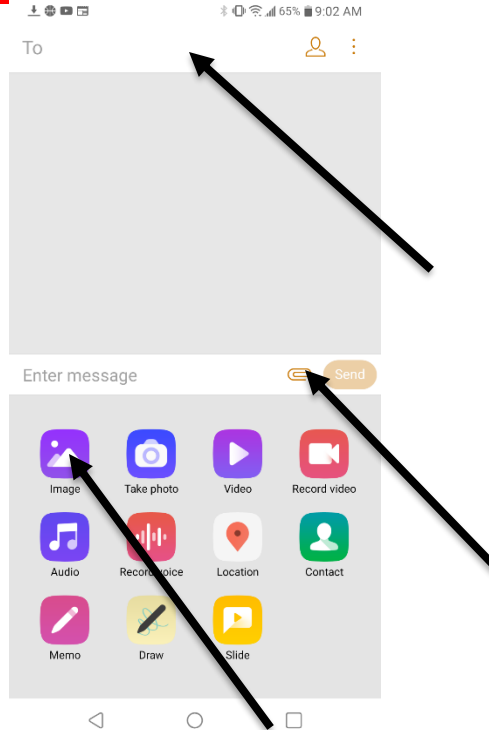 65% 9:02 AM
To
Enter message Send
Image Take photo Video Record video
Audio Record voice Location Contact
Memo Draw Slide